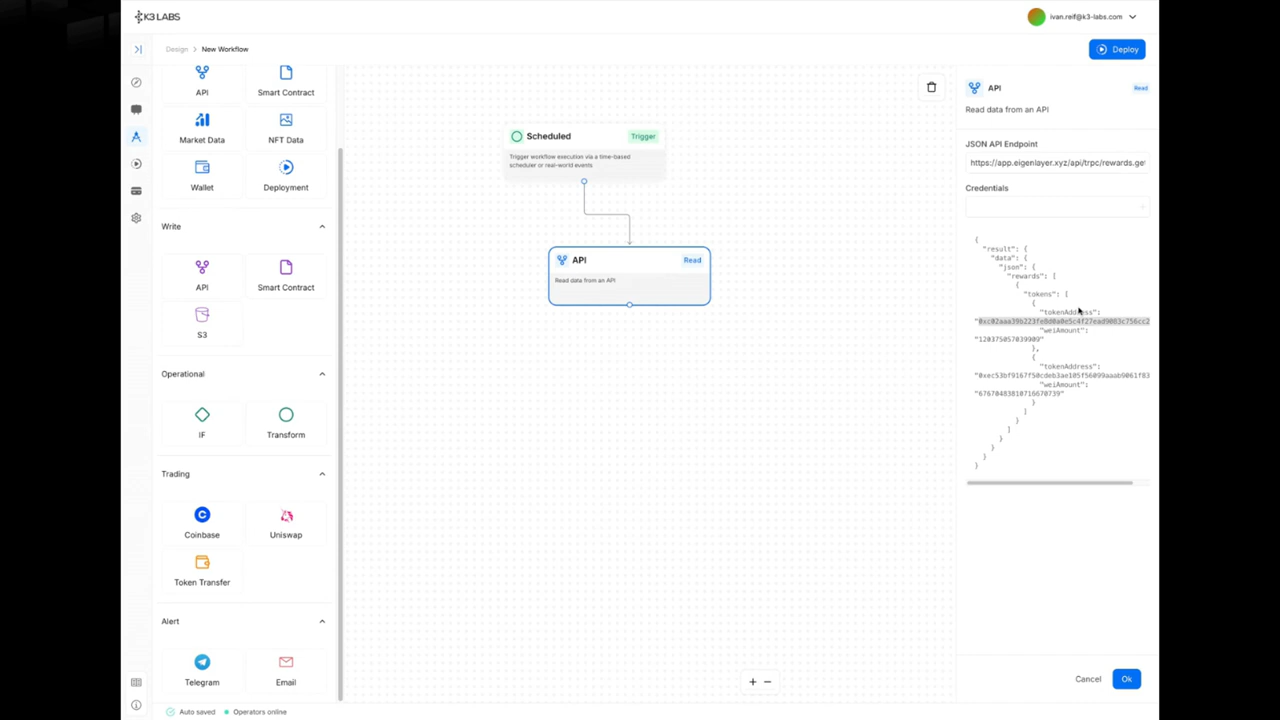 K3 LABS
ivan.reif@k3-labs.com
Design > New Workflow
Deploy
API
Smart Contract
Market Data
NFT Data
Wallet
Deployment
Write
API
Smart Contract
S3
Operational
IF
Transform
Trading
Coinbase
Uniswap
Token Transfer
Alert
Telegram
Email
Auto saved
Operators online
Scheduled
Trigger
Trigger workflow execution via a time-based
scheduler or real-world events
API
Read
Read data from an API
+ −
API
Read
Read data from an API
JSON API Endpoint
https://app.eigenlayer.xyz/api/trpc/rewards.ge
Credentials
{
"result": {
"data": {
"json": {
"rewards": [
{
"tokens": [
{
"tokenAddress":
"weiAmount":
"120375057039909"
},
{
"tokenAddress":
"weiAmount":
"67670483810716670739"
}
]
}
]
}
}
}
}
Cancel
Ok